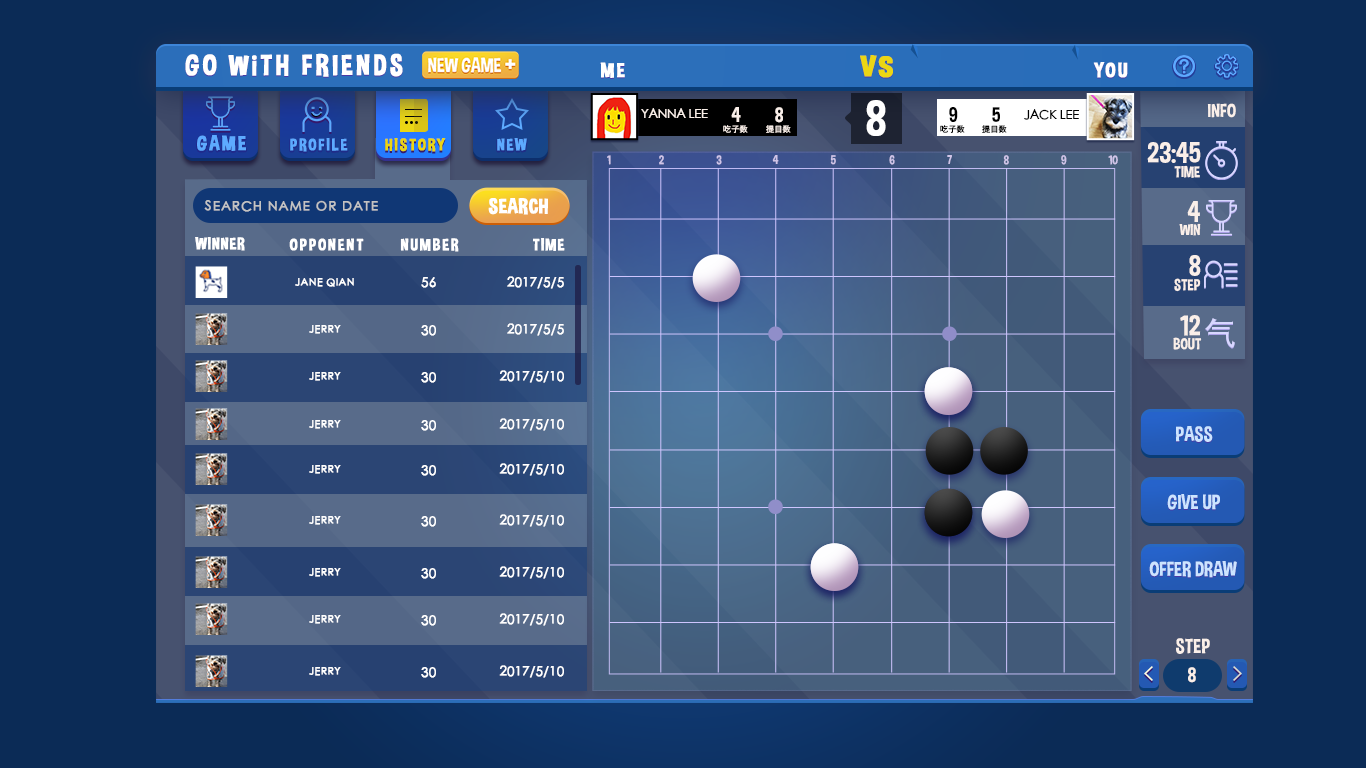 GO WiTH FRIENDS
NEW GAME +
ME
VS
YOU
?
GAME
PROFILE
HISTORY
NEW
YANNA LEE
4
吃子数
8
提目数
8
9
吃子数
5
提目数
JACK LEE
INFO
SEARCH NAME OR DATE
SEARCH
WINNER OPPONENT NUMBER TIME
JANE QIAN 56 2017/5/5
JERRY 30 2017/5/5
JERRY 30 2017/5/10
JERRY 30 2017/5/10
JERRY 30 2017/5/10
JERRY 30 2017/5/10
JERRY 30 2017/5/10
JERRY 30 2017/5/10
JERRY 30 2017/5/10
1 2 3 4 5 6 7 8 9 10
23:45
TIME
4
WIN
8
STEP
12
BOUT
气
PASS
GIVE UP
OFFER DRAW
STEP
< 8 >